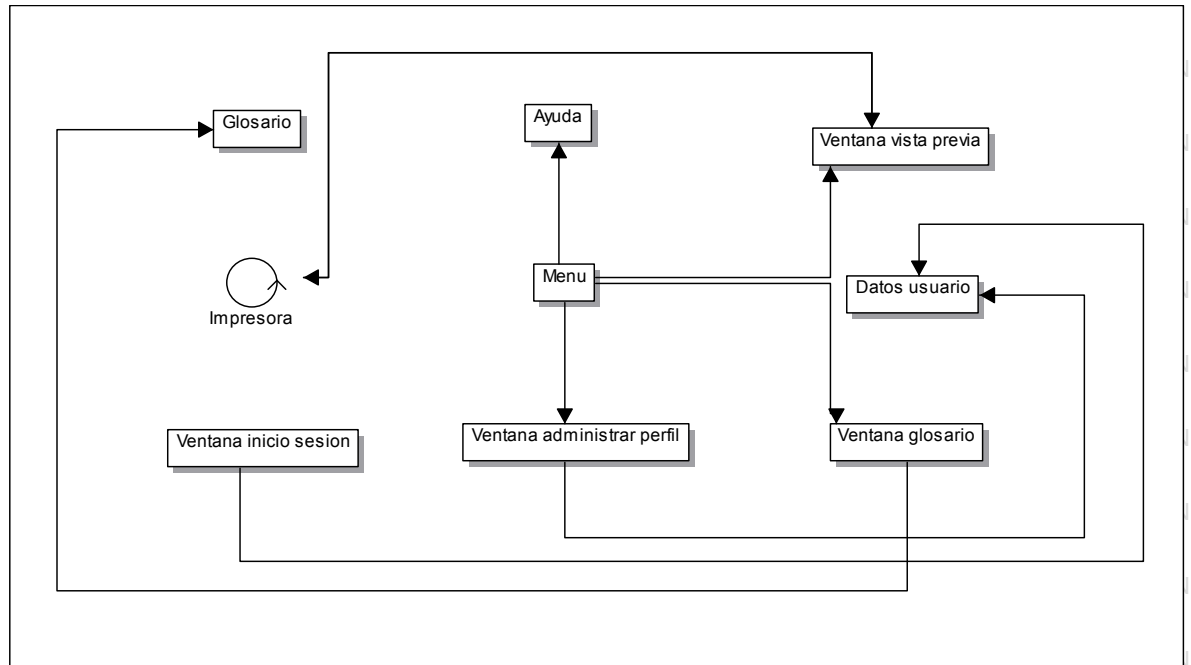 Glosario
Ayuda
Ventana vista previa
Menu
Datos usuario
Impresora
Ventana inicio sesion
Ventana administrar perfil
Ventana glosario